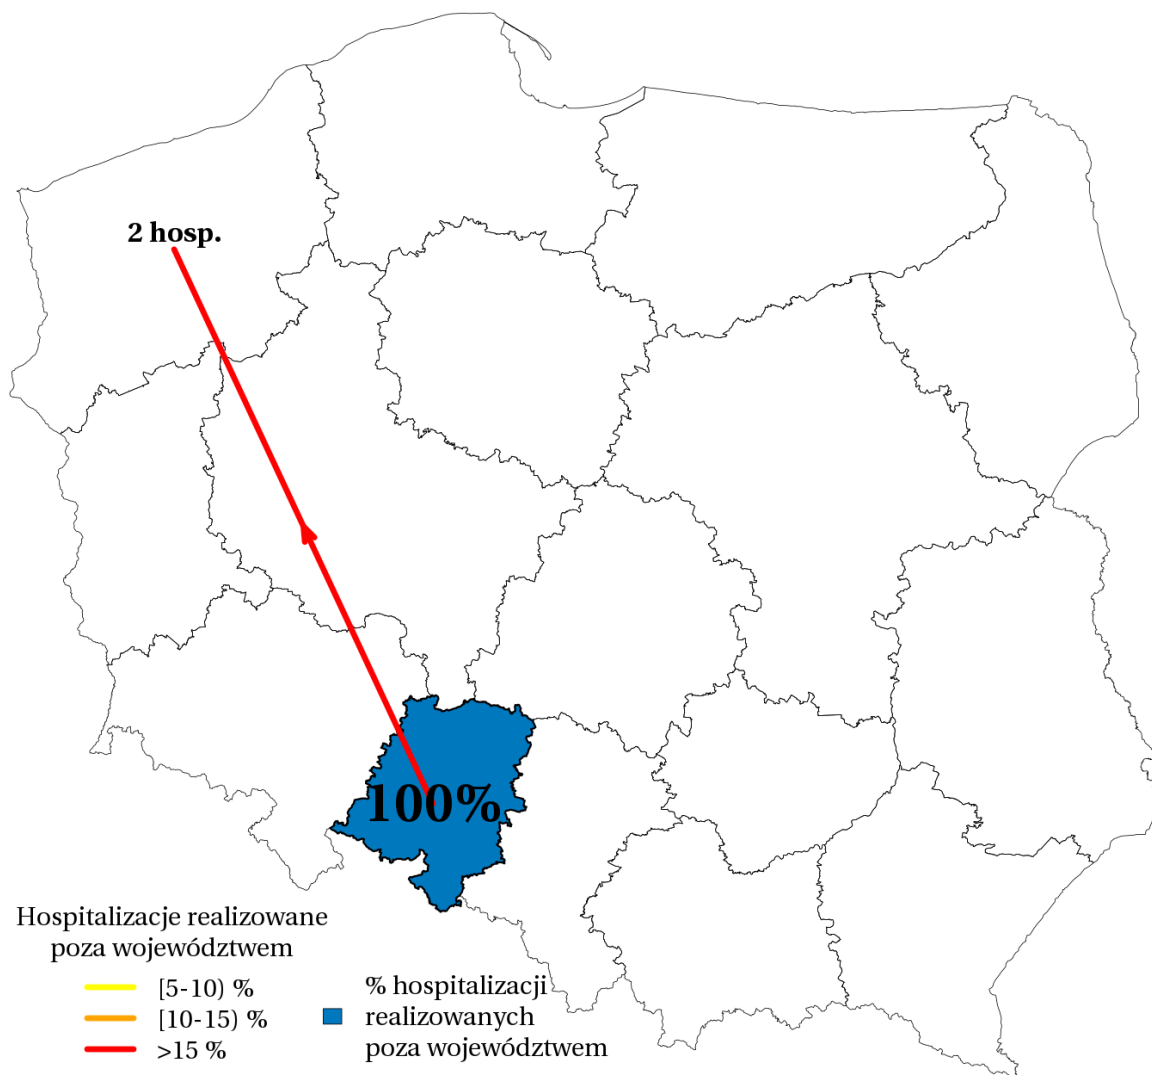 2 hosp.
100%
Hospitalizacje realizowane
poza województwem
[5-10) %
[10-15) %
>15 %
% hospitalizacji
realizowanych
poza województwem